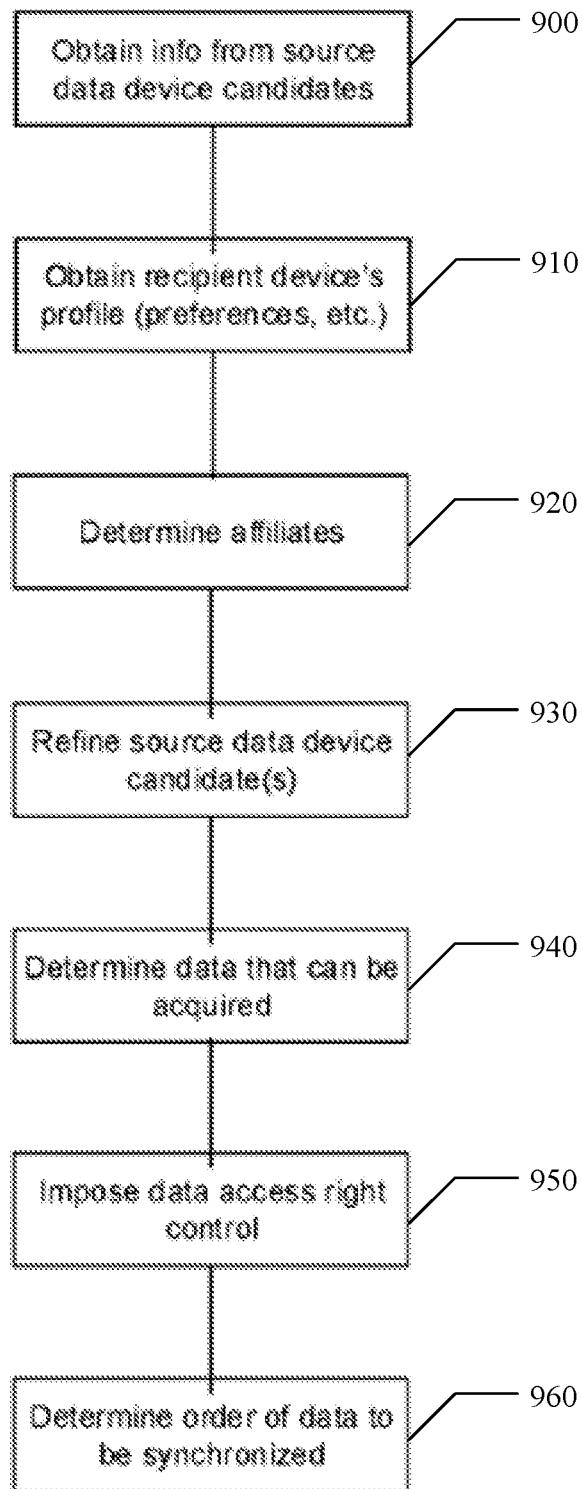 Obtain info from source
data device candidates
900
Obtain recipient device's
profile (preferences, etc.)
910
Determine affiliates
920
Refine source data device
candidate(s)
930
Determine data that can be
acquired
940
Impose data access right
control
950
Determine order of data to
be synchronized
960